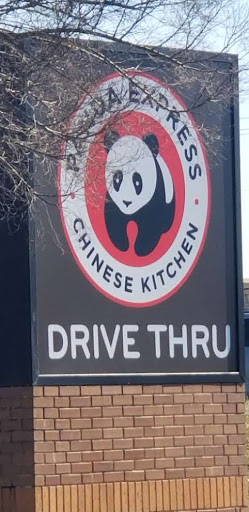 PANDA EXPRESS
CHINESE KITCHEN
DRIVE THRU